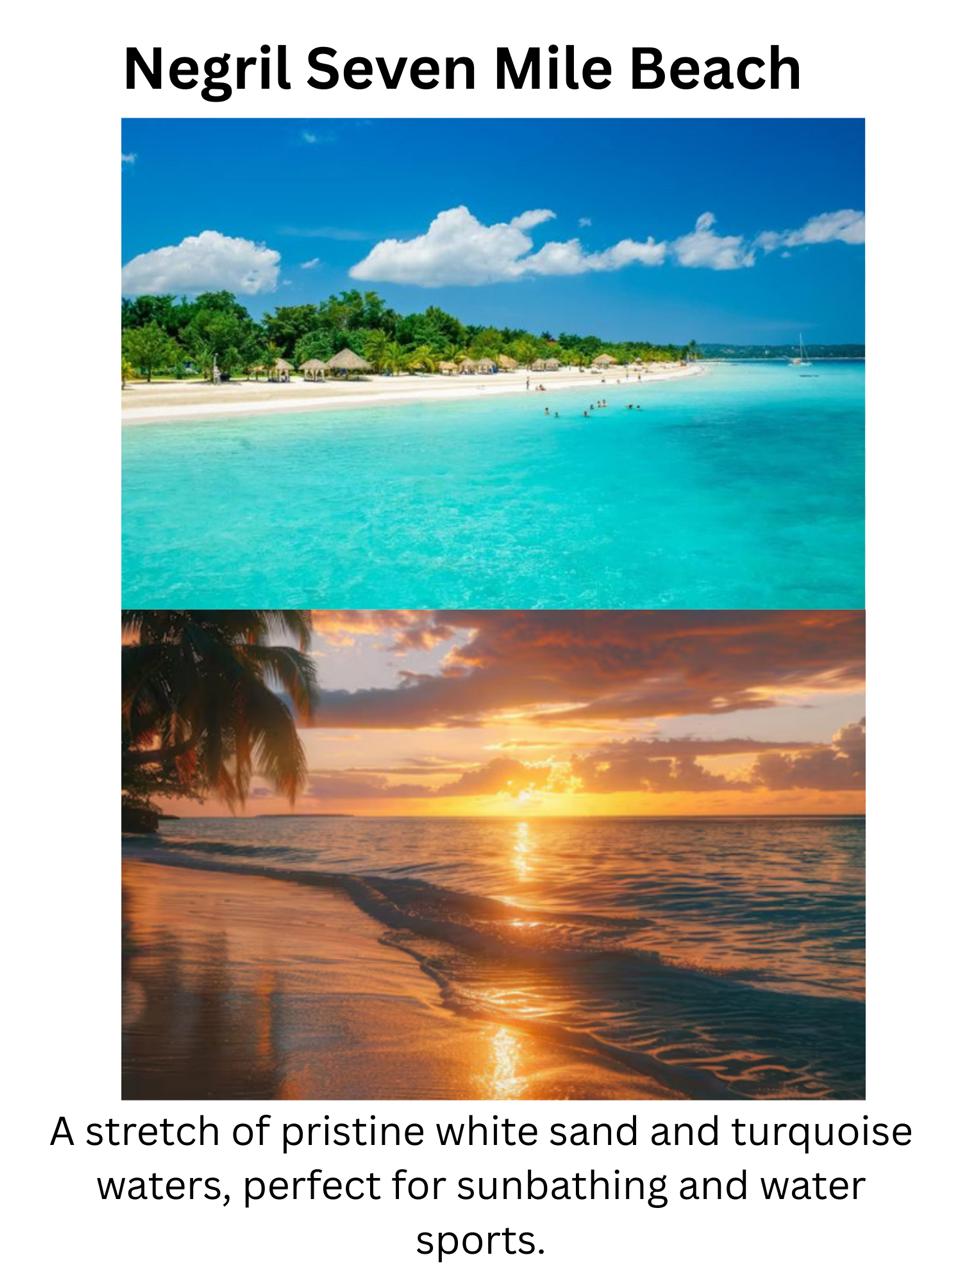 Negril Seven Mile Beach
A stretch of pristine white sand and turquoise
waters, perfect for sunbathing and water
sports.